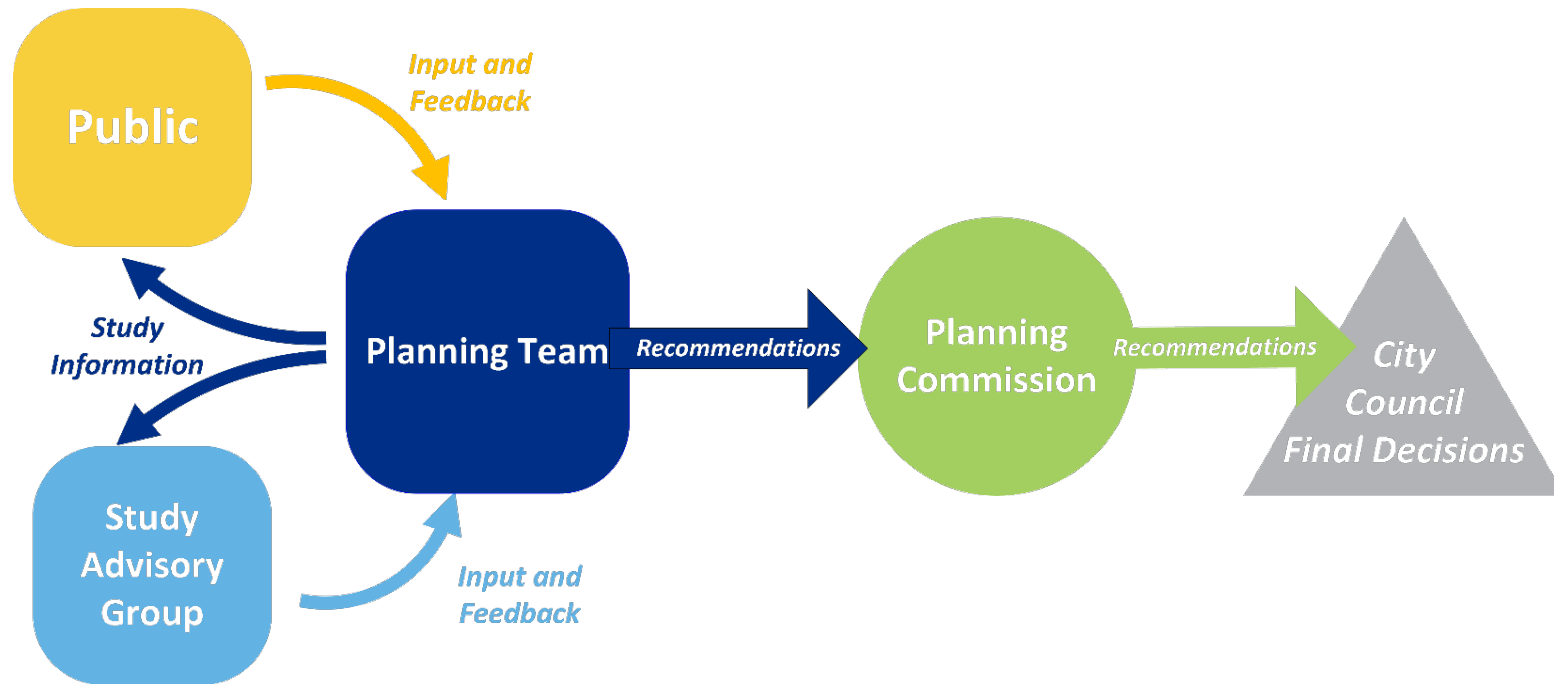 Public
Input and
Feedback
Study
Information
Planning Team
Recommendations
Planning
Commission
Recommendations
City
Council
Final Decisions
Study
Advisory
Group
Input and
Feedback